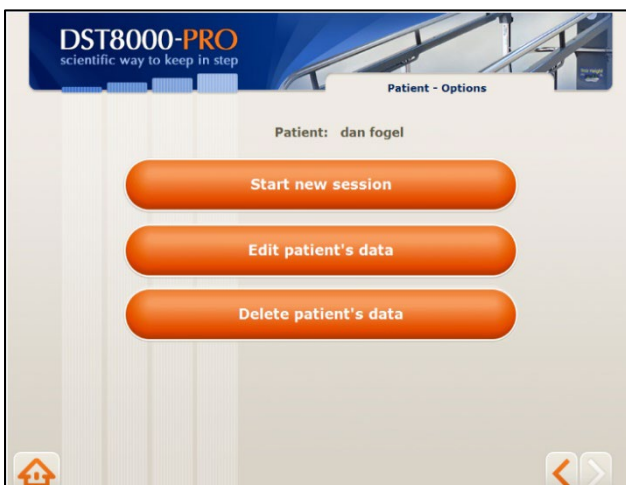 DST8000-PRO
scientific way to keep in step
Patient - Options
Patient: dan fogel
Start new session
Edit patient's data
Delete patient's data